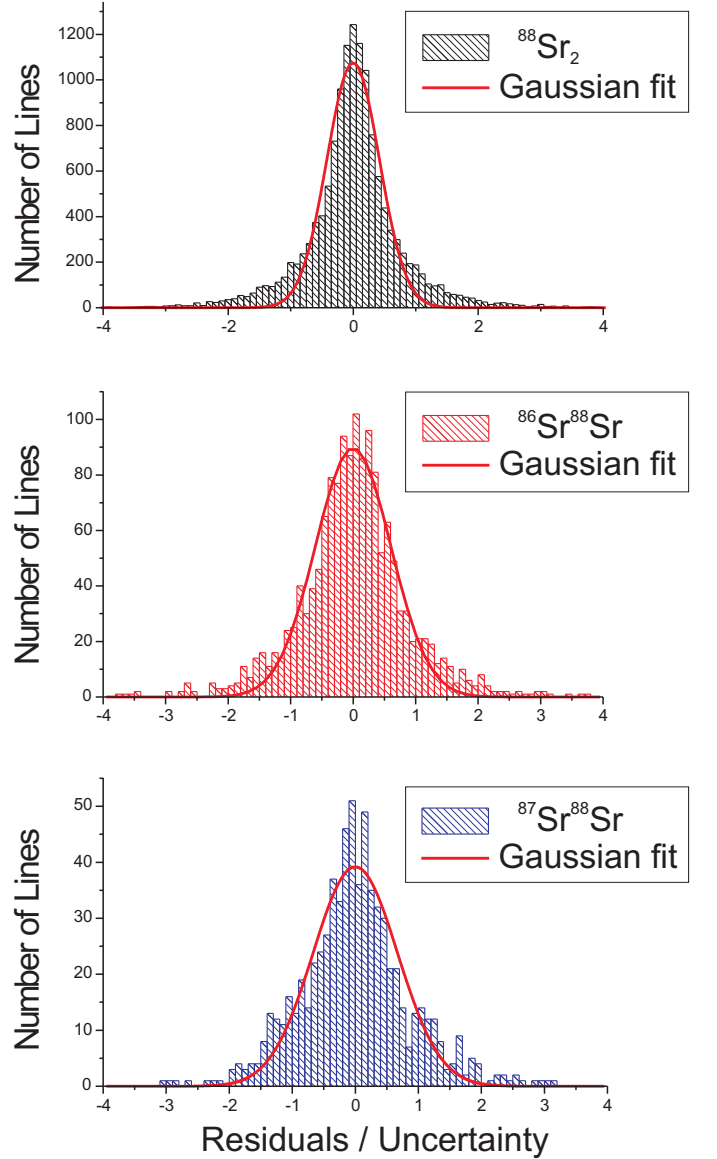 Number of Lines
1200
1000
800
600
400
200
0
-4 -2 0 2 4
⁸⁸Sr₂
Gaussian fit
Number of Lines
100
80
60
40
20
0
-4 -3 -2 -1 0 1 2 3 4
⁸⁶Sr⁸⁸Sr
Gaussian fit
Number of Lines
50
40
30
20
10
0
-4 -3 -2 -1 0 1 2 3 4
⁸⁷Sr⁸⁸Sr
Gaussian fit
Residuals / Uncertainty